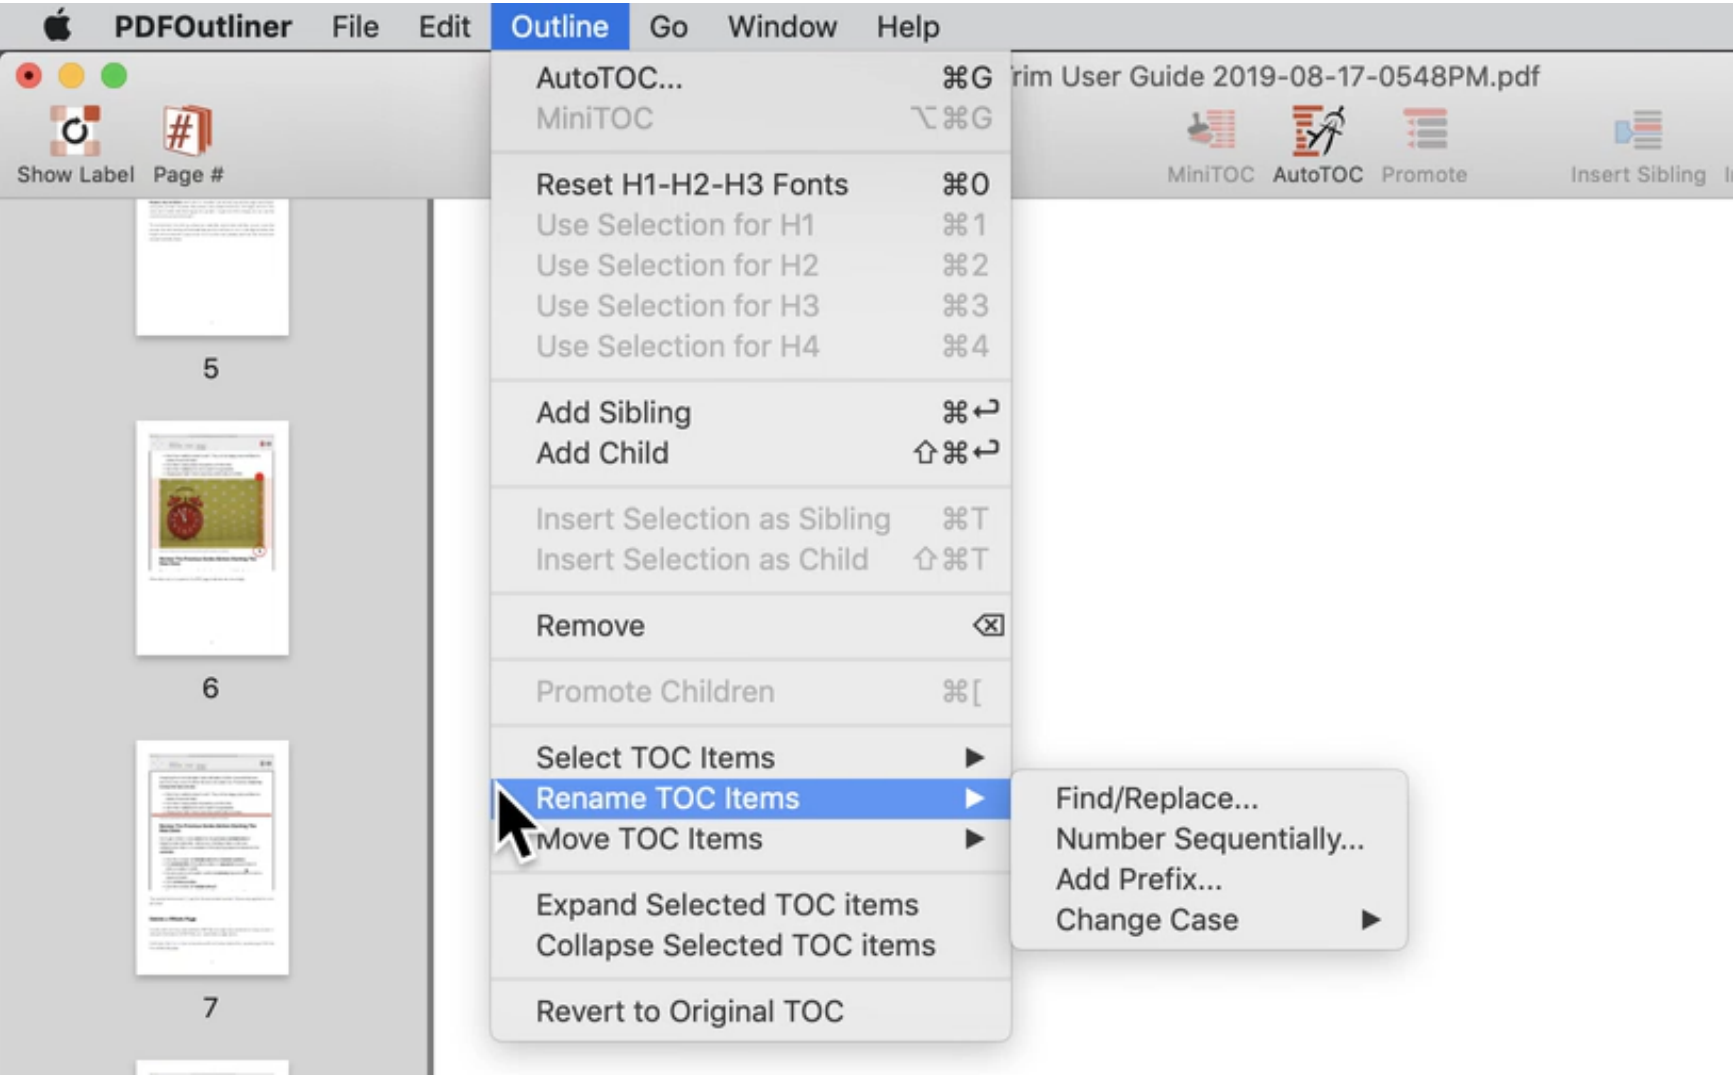 PDFOutliner File Edit Outline Go Window Help
rim User Guide 2019-08-17-0548PM.pdf
Show Label Page # MiniTOC AutoTOC Promote Insert Sibling
AutoTOC... ⌘G
MiniTOC ⌥⌘G
Reset H1-H2-H3 Fonts ⌘0
Use Selection for H1 ⌘1
Use Selection for H2 ⌘2
Use Selection for H3 ⌘3
Use Selection for H4 ⌘4
Add Sibling ⌘↩
Add Child ⇧⌘↩
Insert Selection as Sibling ⌘T
Insert Selection as Child ⇧⌘T
Remove ⌫
Promote Children ⌘[
Select TOC Items ▶
Rename TOC Items ▶
Move TOC Items ▶
Expand Selected TOC items
Collapse Selected TOC items
Revert to Original TOC
Find/Replace...
Number Sequentially...
Add Prefix...
Change Case ▶
5
6
7